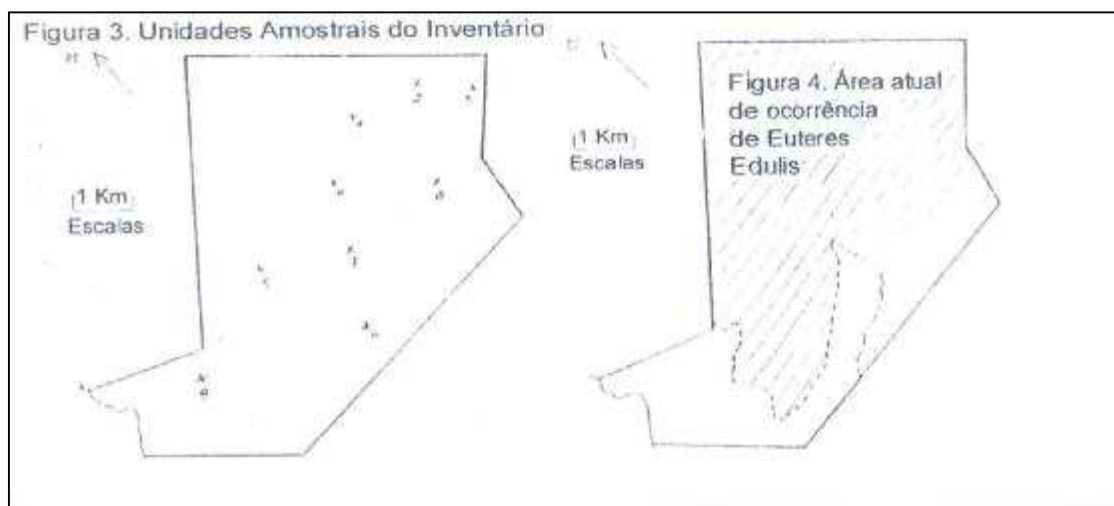 Figura 3. Unidades Amostrais do Inventário
1 Km
Escalas
1 Km
Escalas
Figura 4. Área atual
de ocorrência
de Euteres
Edulis